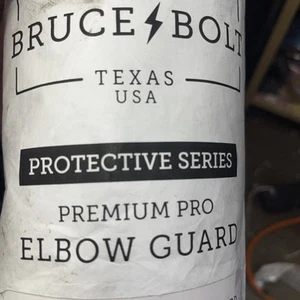 BRUCE BOLT
TEXAS
USA
PROTECTIVE SERIES
PREMIUM PRO
ELBOW GUARD